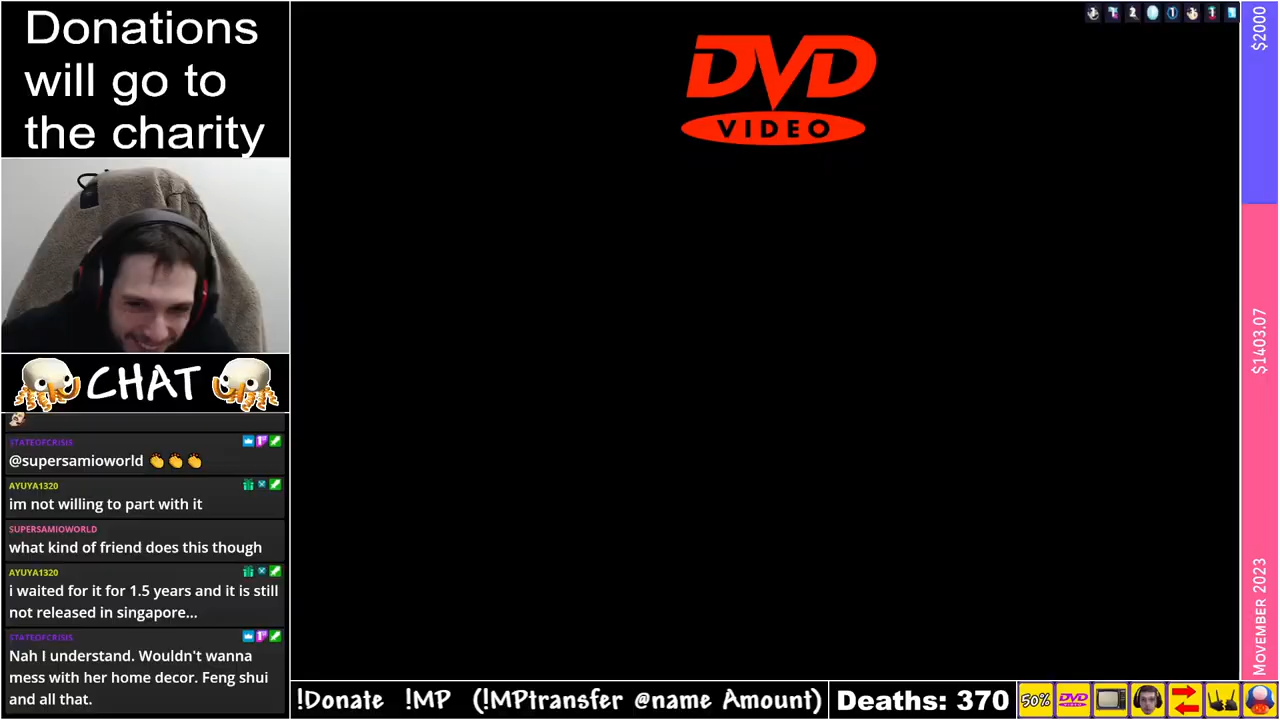 Donations
will go to
the charity
DVD
VIDEO
CHAT
STATEOFCRISIS
@supersamioworld 👏 👏 👏
AYUYA1320
im not willing to part with it
SUPERSAMIOWORLD
what kind of friend does this though
AYUYA1320
i waited for it for 1.5 years and it is still
not released in singapore...
STATEOFCRISIS
Nah I understand. Wouldn't wanna
mess with her home decor. Feng shui
and all that.
!Donate !MP (!MPtransfer @name Amount)
Deaths: 370
50%
DVD
VIDEO
$2000
$1403.07
MOVEMBER 2023